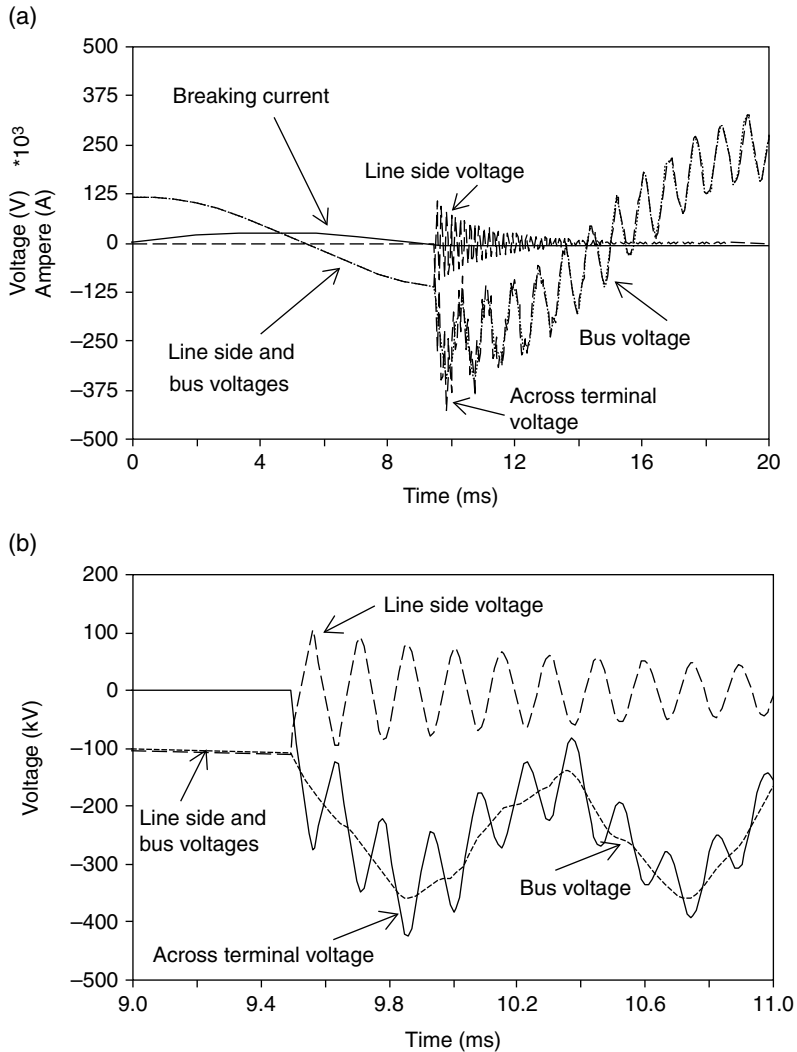 (a)
500
375
250
125
0
−125
−250
−375
−500
Voltage (V) *10³
Ampere (A)
Breaking current
Line side voltage
Line side and
bus voltages
Bus voltage
Across terminal
voltage
0
4
8
12
16
20
Time (ms)
(b)
200
100
0
−100
−200
−300
−400
−500
Voltage (kV)
Line side voltage
Line side and
bus voltages
Bus voltage
Across terminal voltage
9.0
9.4
9.8
10.2
10.6
11.0
Time (ms)